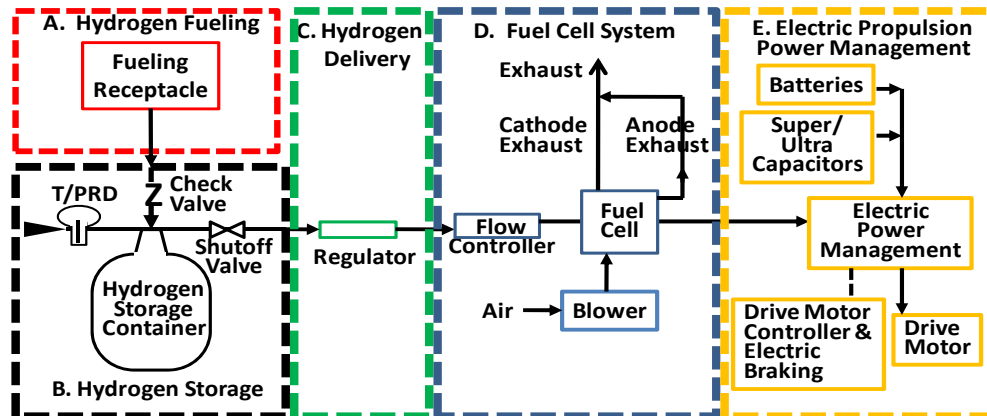 A. Hydrogen Fueling
Fueling
Receptacle
T/PRD
Check
Valve
Shutoff
Valve
Hydrogen
Storage
Container
B. Hydrogen Storage
C. Hydrogen
Delivery
Regulator
D. Fuel Cell System
Exhaust
Cathode
Exhaust
Anode
Exhaust
Flow
Controller
Fuel
Cell
Air
Blower
E. Electric Propulsion
Power Management
Batteries
Super/
Ultra
Capacitors
Electric
Power
Management
Drive Motor
Controller &
Electric
Braking
Drive
Motor